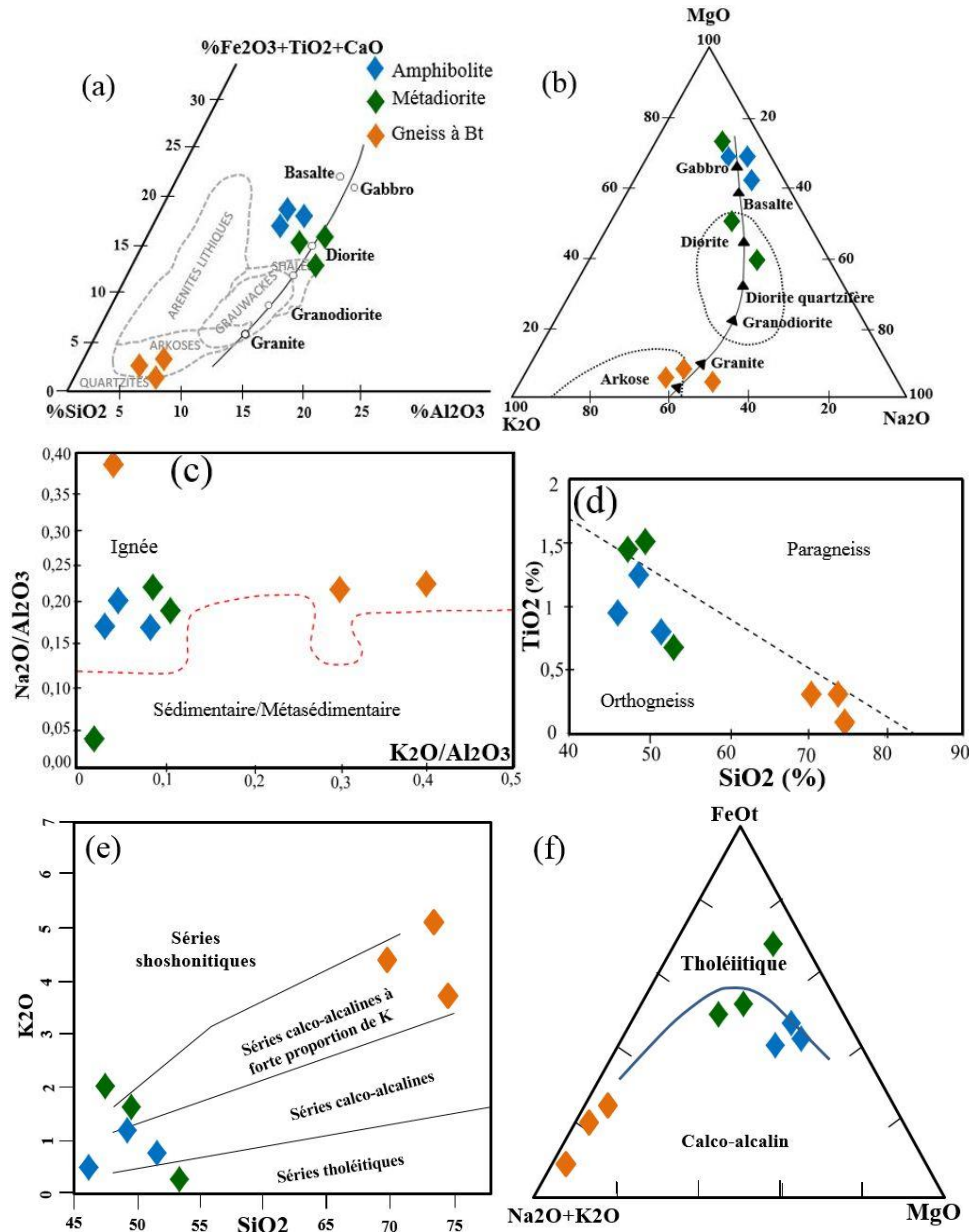 (a)
%Fe2O3+TiO2+CaO
Amphibolite
Métadiorite
Gneiss à Bt
30
25
20
15
10
5
0
Basalte
Gabbro
Diorite
Granodiorite
Granite
ARENITES LITHIQUES
GRAUWACKES
SHALES
ARKOSES
QUARTZITES
%SiO2
5
10
15
20
25
%Al2O3
(b)
MgO
100
80
20
60
40
40
60
20
80
Gabbro
Basalte
Diorite
Diorite quartzifère
Granodiorite
Granite
Arkose
100
100
K2O
80
60
40
20
Na2O
(c)
0,40
0,35
0,30
0,25
0,20
0,15
0,10
0,05
0,00
Na2O/Al2O3
Ignée
Sédimentaire/Métasédimentaire
K2O/Al2O3
0
0,1
0,2
0,3
0,4
0,5
(d)
2
1,5
1
0,5
0
TiO2 (%)
Paragneiss
Orthogneiss
40
50
60
70
80
90
SiO2 (%)
(e)
7
6
5
4
3
2
1
0
K2O
Séries
shoshonitiques
Séries calco-alcalines à
forte proportion de K
Séries calco-alcalines
Séries tholéitiques
45
50
55
SiO2
65
70
75
(f)
FeOt
Tholéiitique
Calco-alcalin
Na2O+K2O
MgO